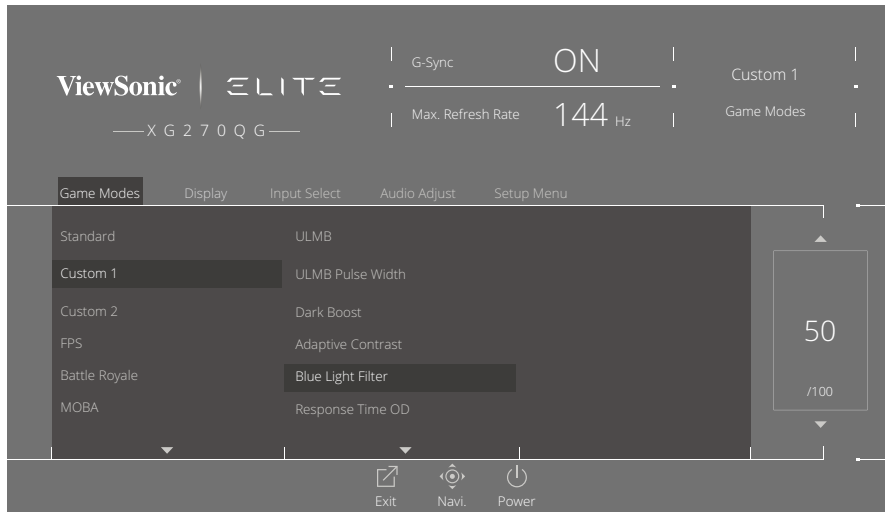 ViewSonic® ELITE
XG270QG
G-Sync ON
Max. Refresh Rate 144 Hz
Custom 1
Game Modes
Game Modes Display Input Select Audio Adjust Setup Menu
Standard ULMB
Custom 1 ULMB Pulse Width
Custom 2 Dark Boost
FPS Adaptive Contrast
Battle Royale Blue Light Filter
MOBA Response Time OD
50
/100
Exit Navi. Power